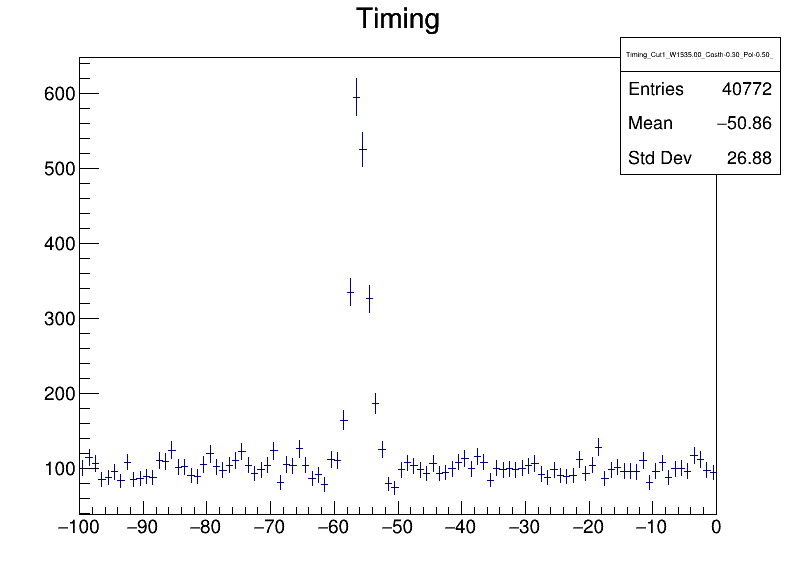 Timing
Timing_Cut1_W1535.00_Costh-0.30_Pol-0.50_
Entries 40772
Mean −50.86
Std Dev 26.88
600
500
400
300
200
100
−100 −90 −80 −70 −60 −50 −40 −30 −20 −10 0